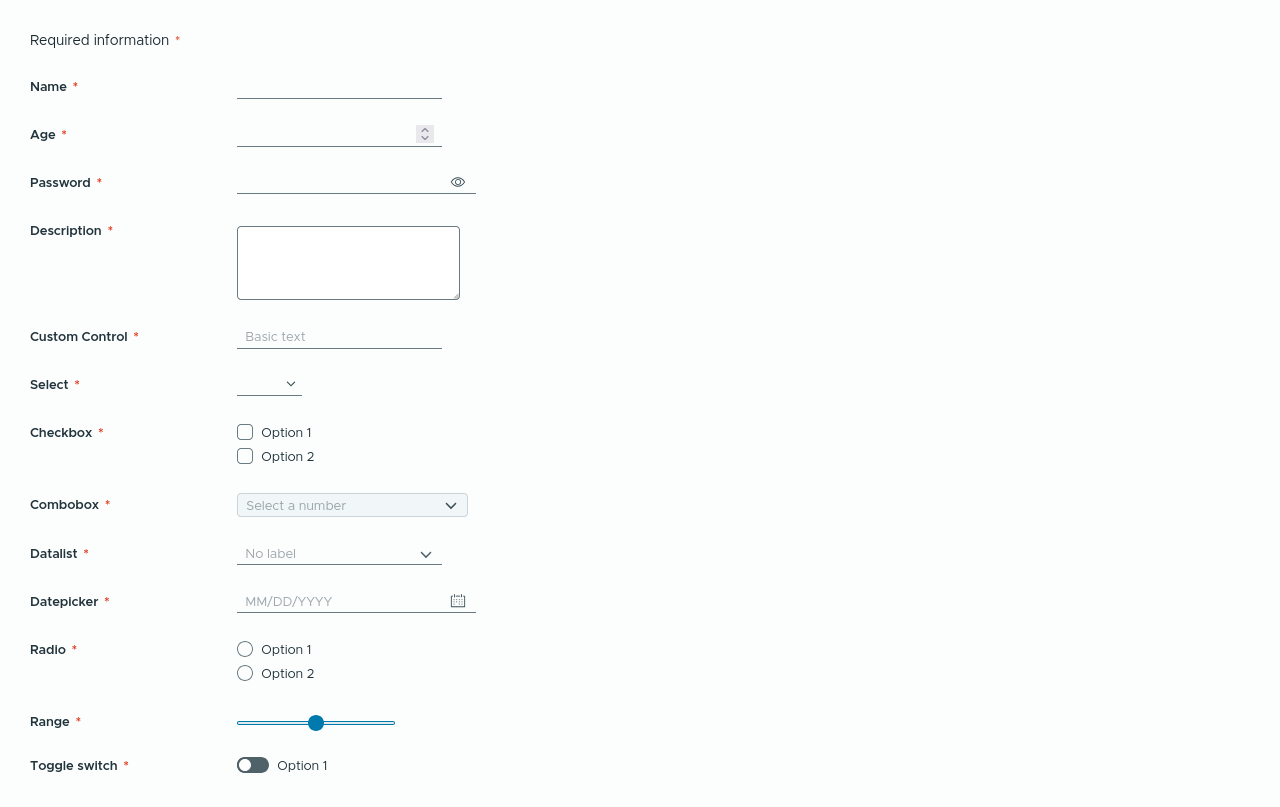 Required information *
Name *
Age *
Password *
Description *
Custom Control * Basic text
Select *
Checkbox * Option 1
Option 2
Combobox * Select a number
Datalist * No label
Datepicker * MM/DD/YYYY
Radio * Option 1
Option 2
Range *
Toggle switch * Option 1